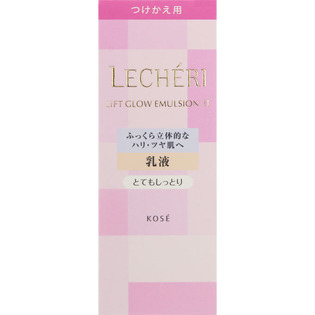 つけかえ用
LECHÉRI
LIFT GLOW EMULSION
ふっくら立体的な
ハリ・ツヤ肌へ
乳液
とてもしっとり
KOSÉ